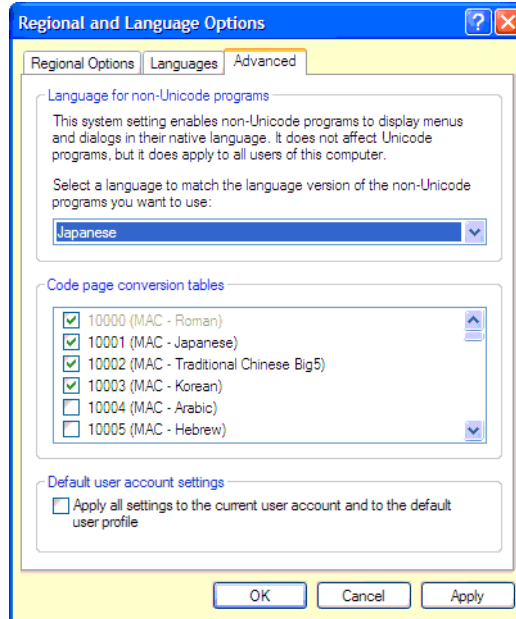 Regional and Language Options
Regional Options Languages Advanced
Language for non-Unicode programs
This system setting enables non-Unicode programs to display menus
and dialogs in their native language. It does not affect Unicode
programs, but it does apply to all users of this computer.
Select a language to match the language version of the non-Unicode
programs you want to use:
Japanese
Code page conversion tables
10000 (MAC - Roman)
10001 (MAC - Japanese)
10002 (MAC - Traditional Chinese Big5)
10003 (MAC - Korean)
10004 (MAC - Arabic)
10005 (MAC - Hebrew)
Default user account settings
Apply all settings to the current user account and to the default
user profile
OK Cancel Apply